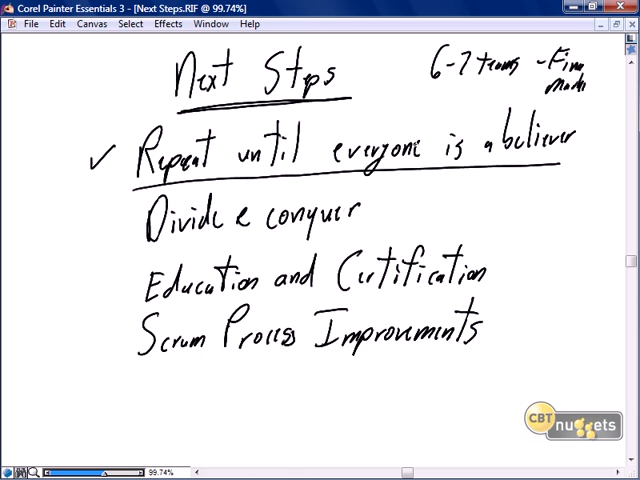 Corel Painter Essentials 3 - [Next Steps.RIF @ 99.74%]
File Edit Canvas Effects Window Help
Next Steps
6-7 teams -
✓ Repeat until everyone is a believer
Divide & conquer
Education and Certification
Scrum Process Improvements
CBT nuggets
99.74%